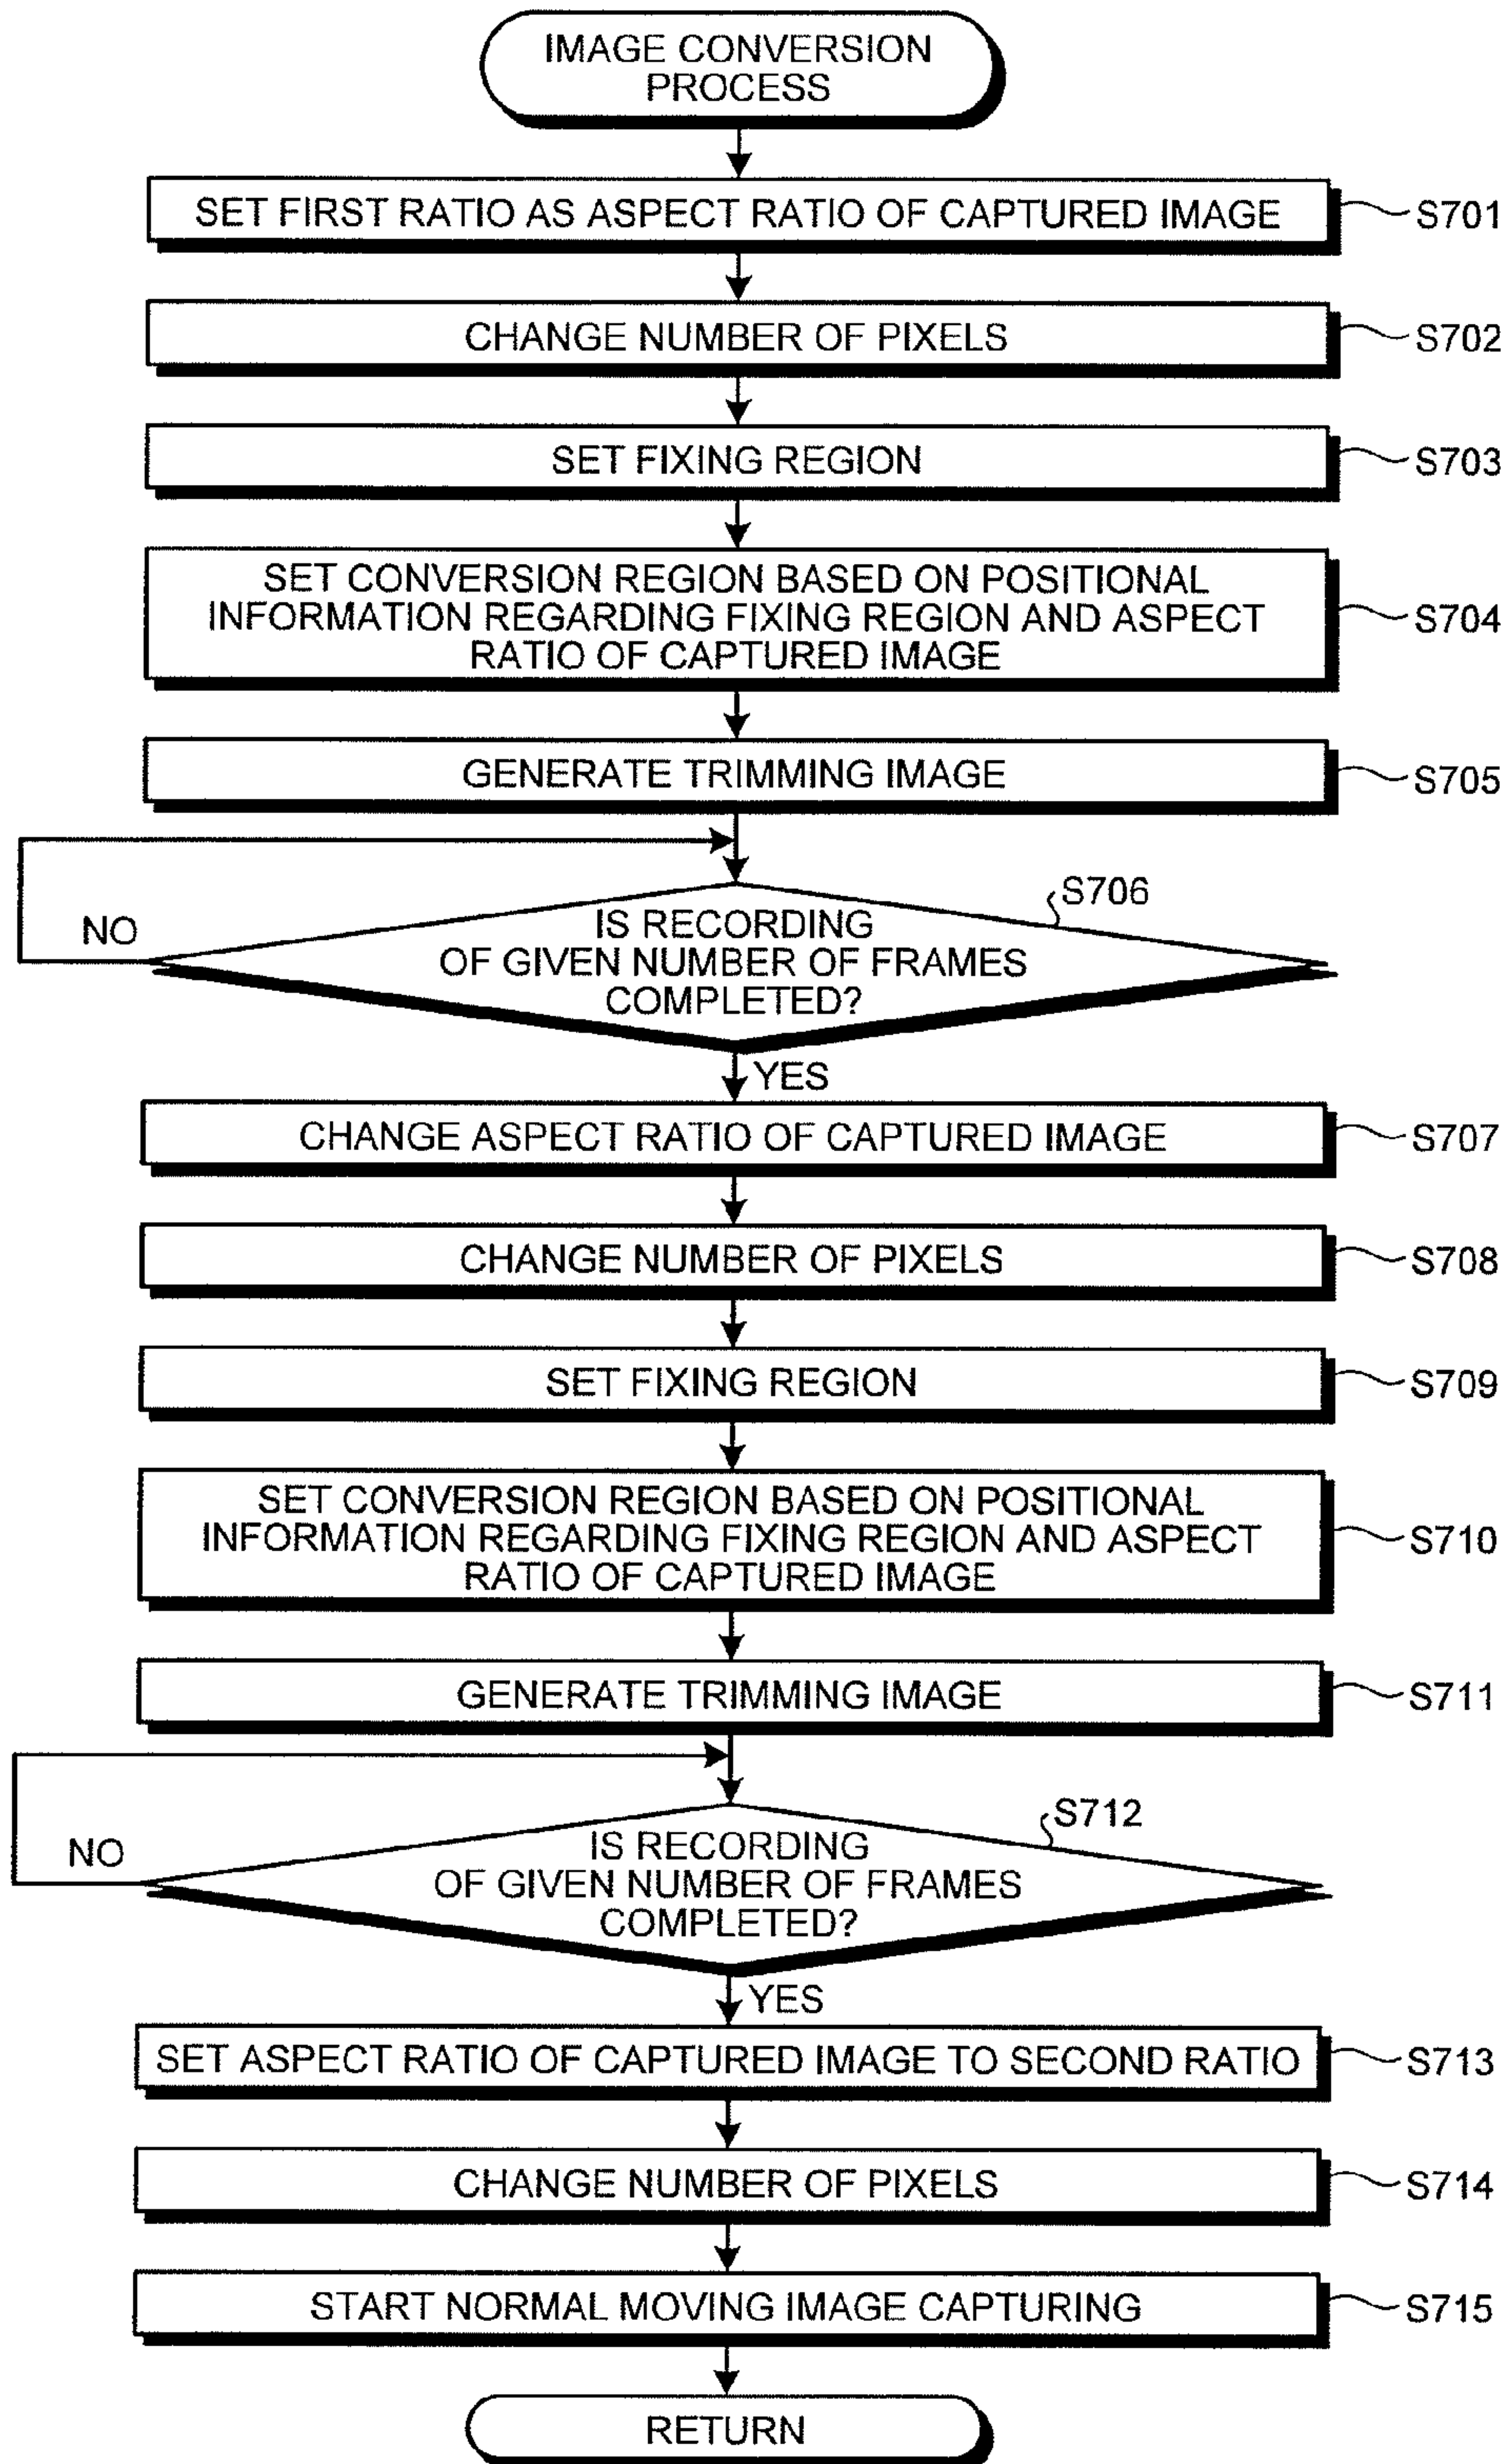 IMAGE CONVERSION
PROCESS
SET FIRST RATIO AS ASPECT RATIO OF CAPTURED IMAGE
S701
CHANGE NUMBER OF PIXELS
S702
SET FIXING REGION
S703
SET CONVERSION REGION BASED ON POSITIONAL
INFORMATION REGARDING FIXING REGION AND ASPECT
RATIO OF CAPTURED IMAGE
S704
GENERATE TRIMMING IMAGE
S705
S706
IS RECORDING
OF GIVEN NUMBER OF FRAMES
COMPLETED?
NO
YES
CHANGE ASPECT RATIO OF CAPTURED IMAGE
S707
CHANGE NUMBER OF PIXELS
S708
SET FIXING REGION
S709
SET CONVERSION REGION BASED ON POSITIONAL
INFORMATION REGARDING FIXING REGION AND ASPECT
RATIO OF CAPTURED IMAGE
S710
GENERATE TRIMMING IMAGE
S711
S712
IS RECORDING
OF GIVEN NUMBER OF FRAMES
COMPLETED?
NO
YES
SET ASPECT RATIO OF CAPTURED IMAGE TO SECOND RATIO
S713
CHANGE NUMBER OF PIXELS
S714
START NORMAL MOVING IMAGE CAPTURING
S715
RETURN